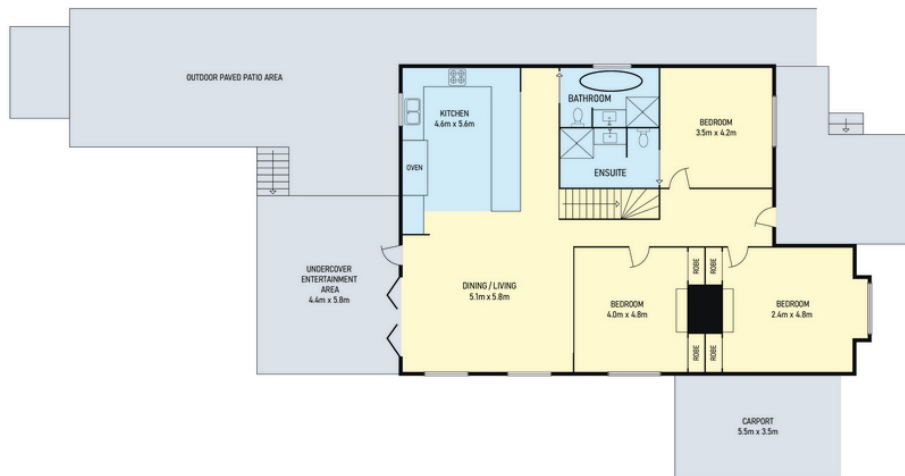 OUTDOOR PAVED PATIO AREA
KITCHEN
4.6m x 5.6m
OVEN
BATHROOM
ENSUITE
BEDROOM
3.5m x 4.2m
UNDERCOVER
ENTERTAINMENT
AREA
4.4m x 5.8m
DINING / LIVING
5.1m x 5.8m
BEDROOM
4.0m x 4.8m
ROBE
ROBE
ROBE
ROBE
BEDROOM
2.4m x 4.8m
CARPORT
5.5m x 3.5m